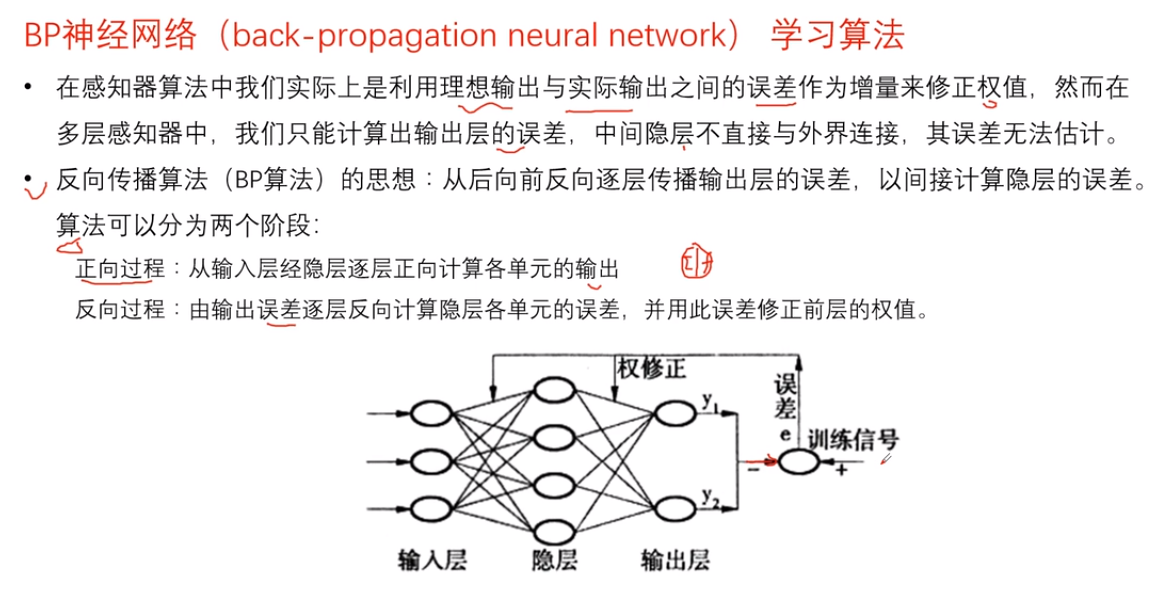 BP神经网络（back-propagation neural network） 学习算法
• 在感知器算法中我们实际上是利用理想输出与实际输出之间的误差作为增量来修正权值，然而在
多层感知器中，我们只能计算出输出层的误差，中间隐层不直接与外界连接，其误差无法估计。
• 反向传播算法（BP算法）的思想：从后向前反向逐层传播输出层的误差，以间接计算隐层的误差。
算法可以分为两个阶段：
正向过程：从输入层经隐层逐层正向计算各单元的输出
反向过程：由输出误差逐层反向计算隐层各单元的误差，并用此误差修正前层的权值。
权修正
误差
y1
e
训练信号
-
+
y2
输入层
隐层
输出层